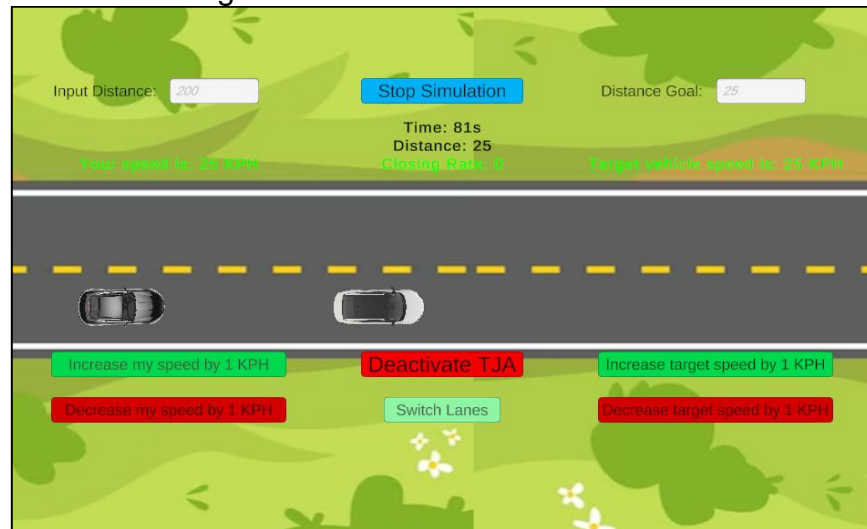 Input Distance: 200
Stop Simulation
Distance Goal: 25
Time: 81s
Distance: 25
Your speed is: 25 KPH
Closing Rate: 0
Target vehicle speed is: 25 KPH
Increase my speed by 1 KPH
Deactivate TJA
Increase target speed by 1 KPH
Decrease my speed by 1 KPH
Switch Lanes
Decrease target speed by 1 KPH